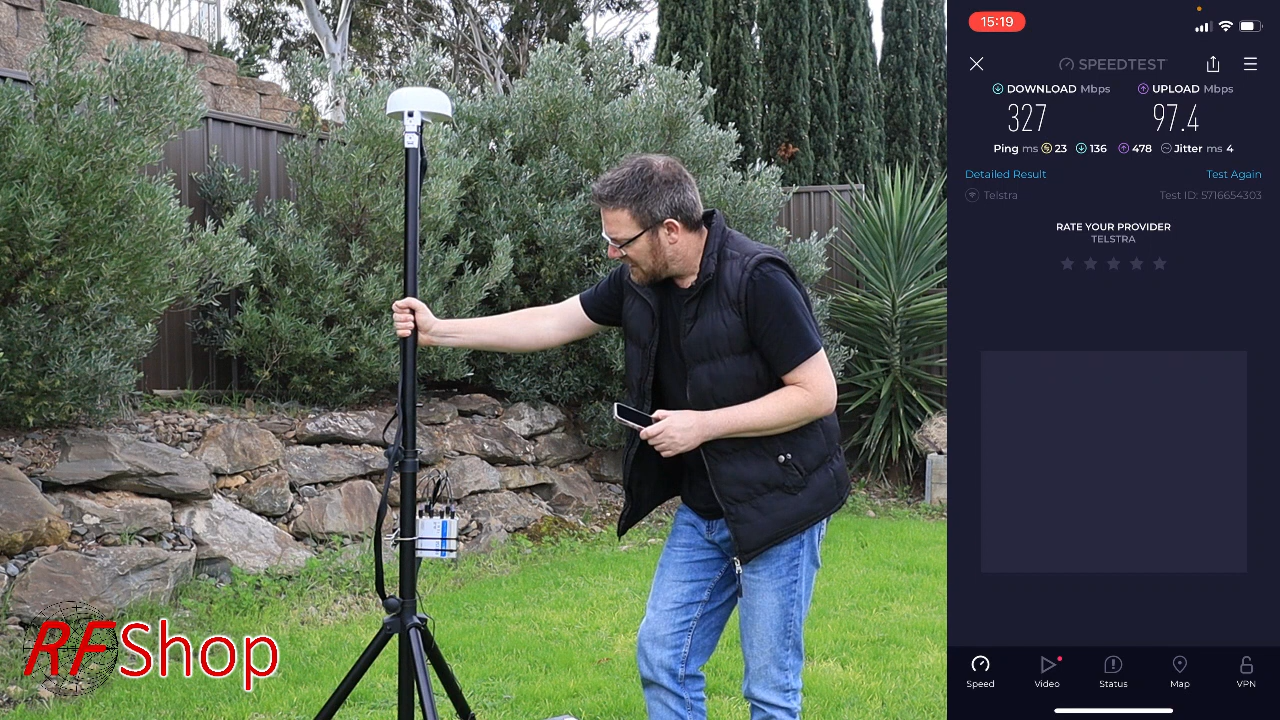 15:19
SPEEDTEST
DOWNLOAD Mbps
UPLOAD Mbps
327
97.4
Ping ms 23 136 478 Jitter ms 4
Detailed Result
Test Again
Telstra
Test ID: 5716654303
RATE YOUR PROVIDER
TELSTRA
Speed
Video
Status
Map
VPN
RFShop